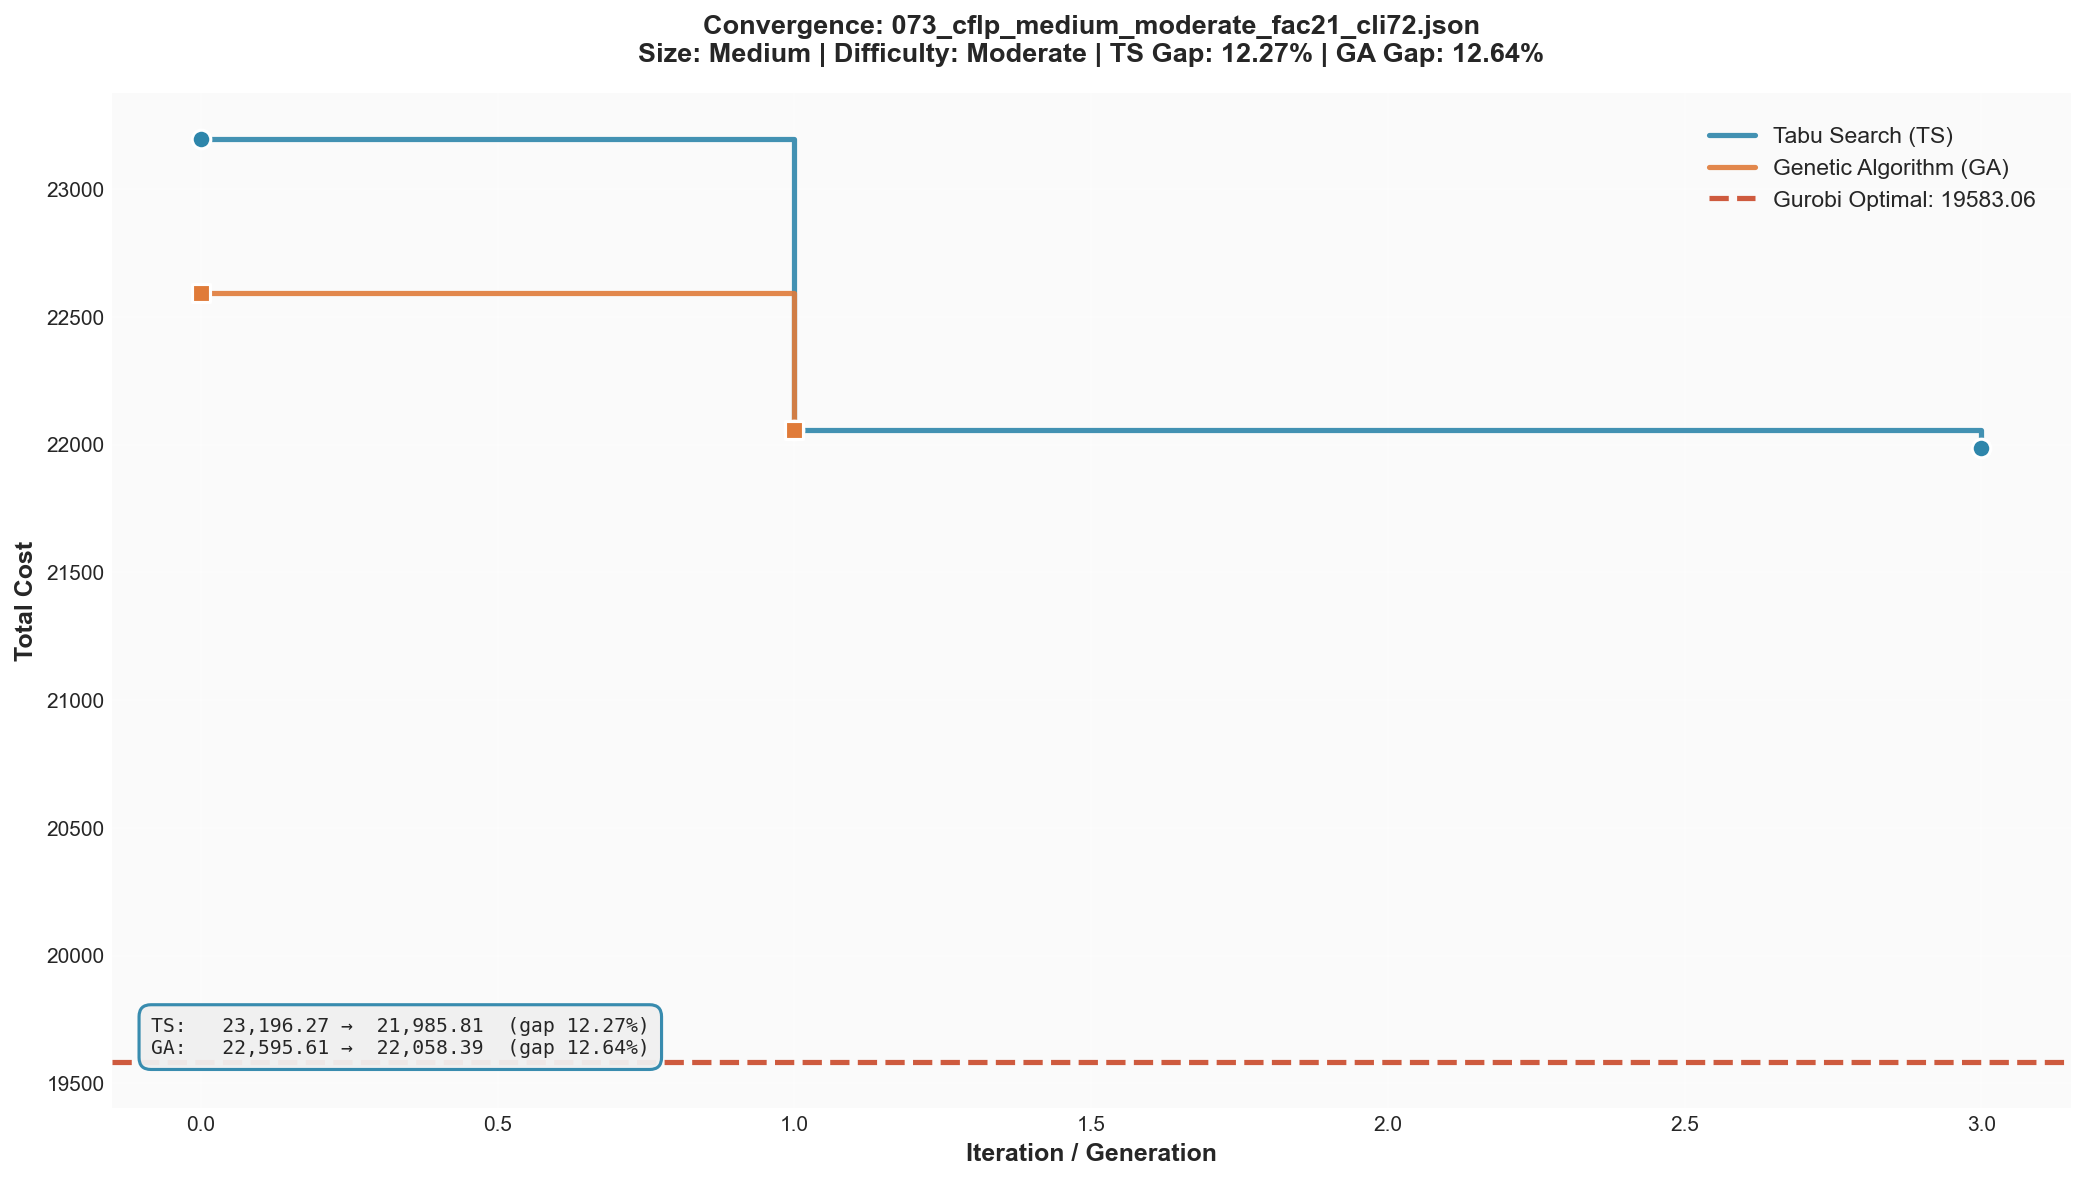 Convergence: 073_cflp_medium_moderate_fac21_cli72.json
Size: Medium | Difficulty: Moderate | TS Gap: 12.27% | GA Gap: 12.64%
Tabu Search (TS)
Genetic Algorithm (GA)
Gurobi Optimal: 19583.06
Total Cost
23000
22500
22000
21500
21000
20500
20000
19500
TS: 23,196.27 → 21,985.81 (gap 12.27%)
GA: 22,595.61 → 22,058.39 (gap 12.64%)
0.0 0.5 1.0 1.5 2.0 2.5 3.0
Iteration / Generation